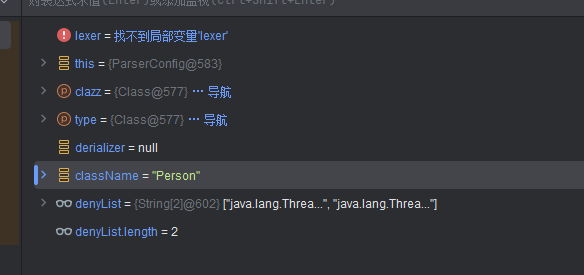 对表达式求值(Enter)或添加监视(Ctrl+Shift+Enter)
lexer = 找不到局部变量'lexer'
this = {ParserConfig@583}
clazz = {Class@577} ··· 导航
type = {Class@577} ··· 导航
derializer = null
className = "Person"
denyList = {String[2]@602} ["java.lang.Threa...", "java.lang.Threa..."]
denyList.length = 2